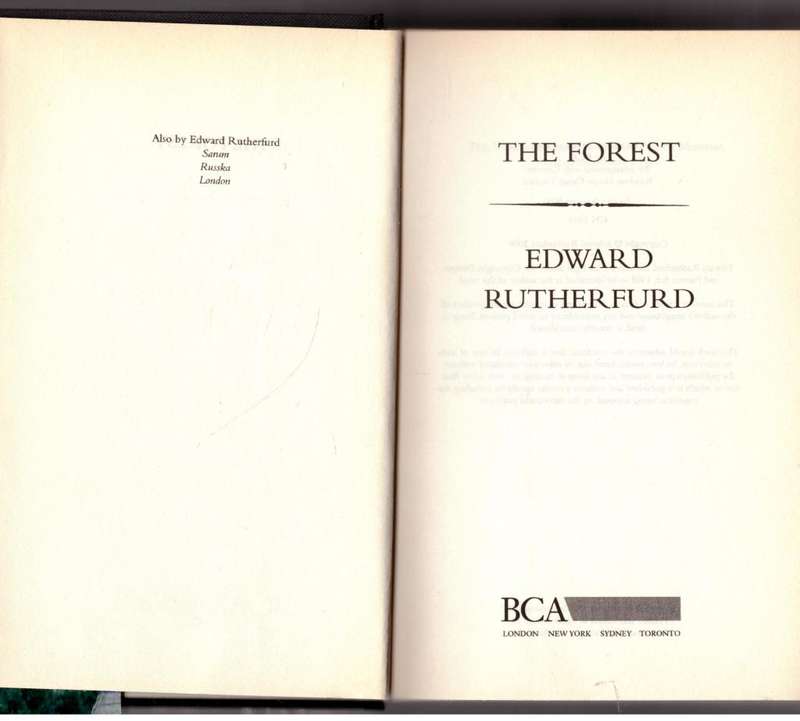 Also by Edward Rutherfurd
Sarum
Russka
London
THE FOREST
EDWARD
RUTHERFURD
BCA
LONDON NEW YORK SYDNEY TORONTO